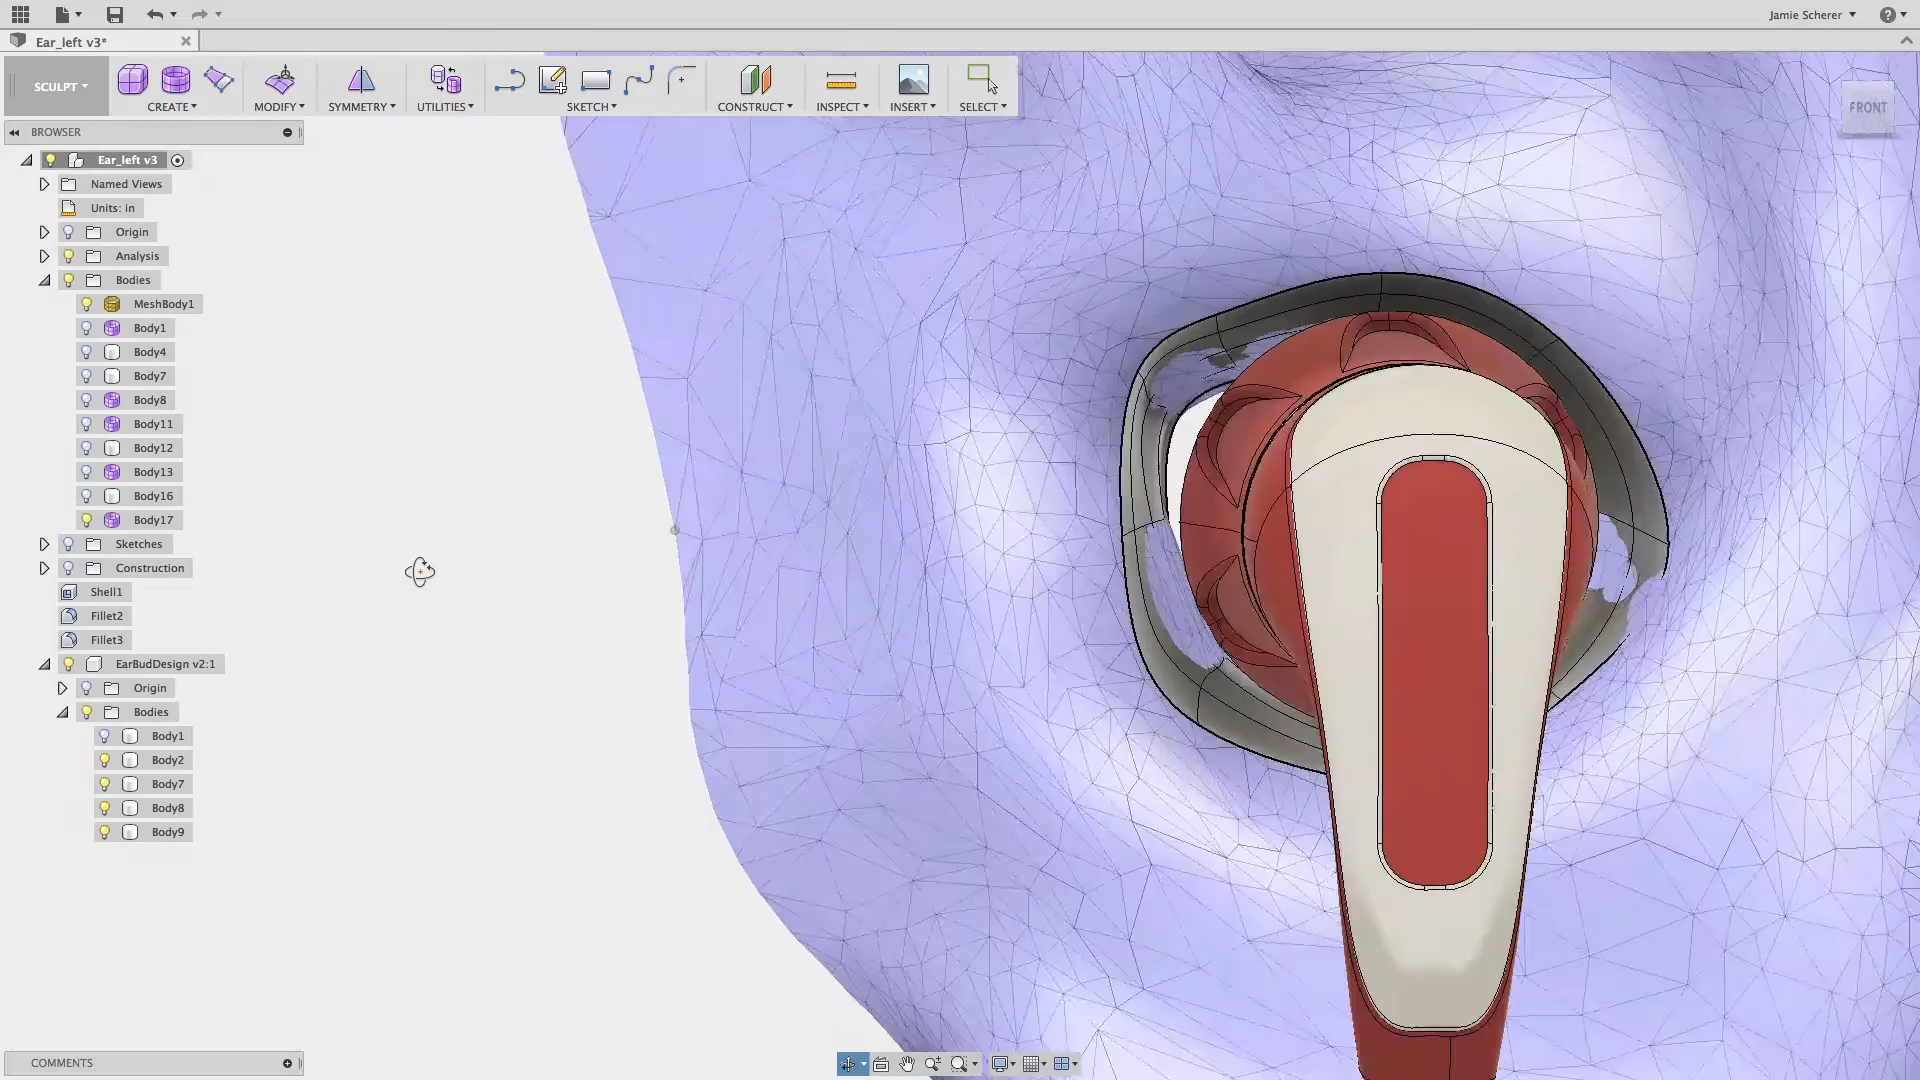 Jamie Scherer
Ear_left v3*
SCULPT
CREATE
MODIFY
SYMMETRY
UTILITIES
SKETCH
CONSTRUCT
INSPECT
INSERT
SELECT
FRONT
BROWSER
Ear_left v3
Named Views
Units: in
Origin
Analysis
Bodies
MeshBody1
Body1
Body4
Body7
Body8
Body11
Body12
Body13
Body16
Body17
Sketches
Construction
Shell1
Fillet2
Fillet3
EarBudDesign v2:1
Origin
Bodies
Body1
Body2
Body7
Body8
Body9
COMMENTS